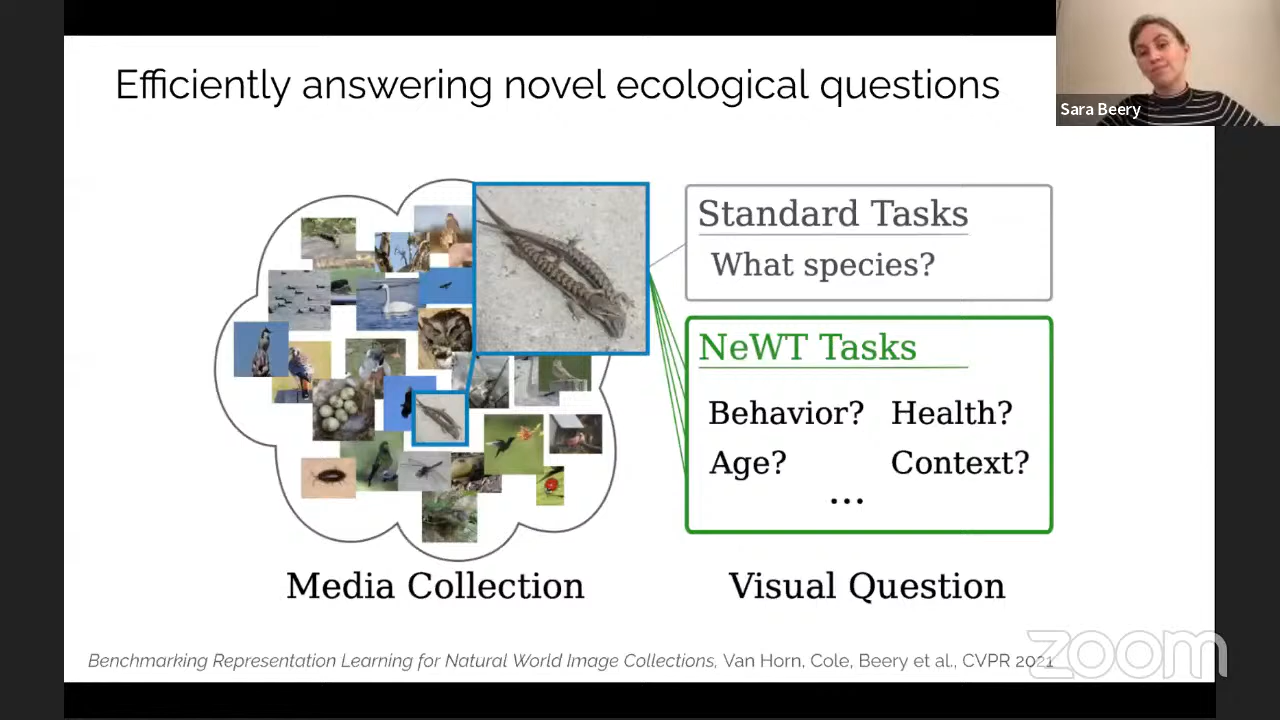 Efficiently answering novel ecological questions
Sara Beery
Standard Tasks
What species?
NeWT Tasks
Behavior? Health?
Age? Context?
...
Media Collection
Visual Question
Benchmarking Representation Learning for Natural World Image Collections, Van Horn, Cole, Beery et al., CVPR 2021
zoom